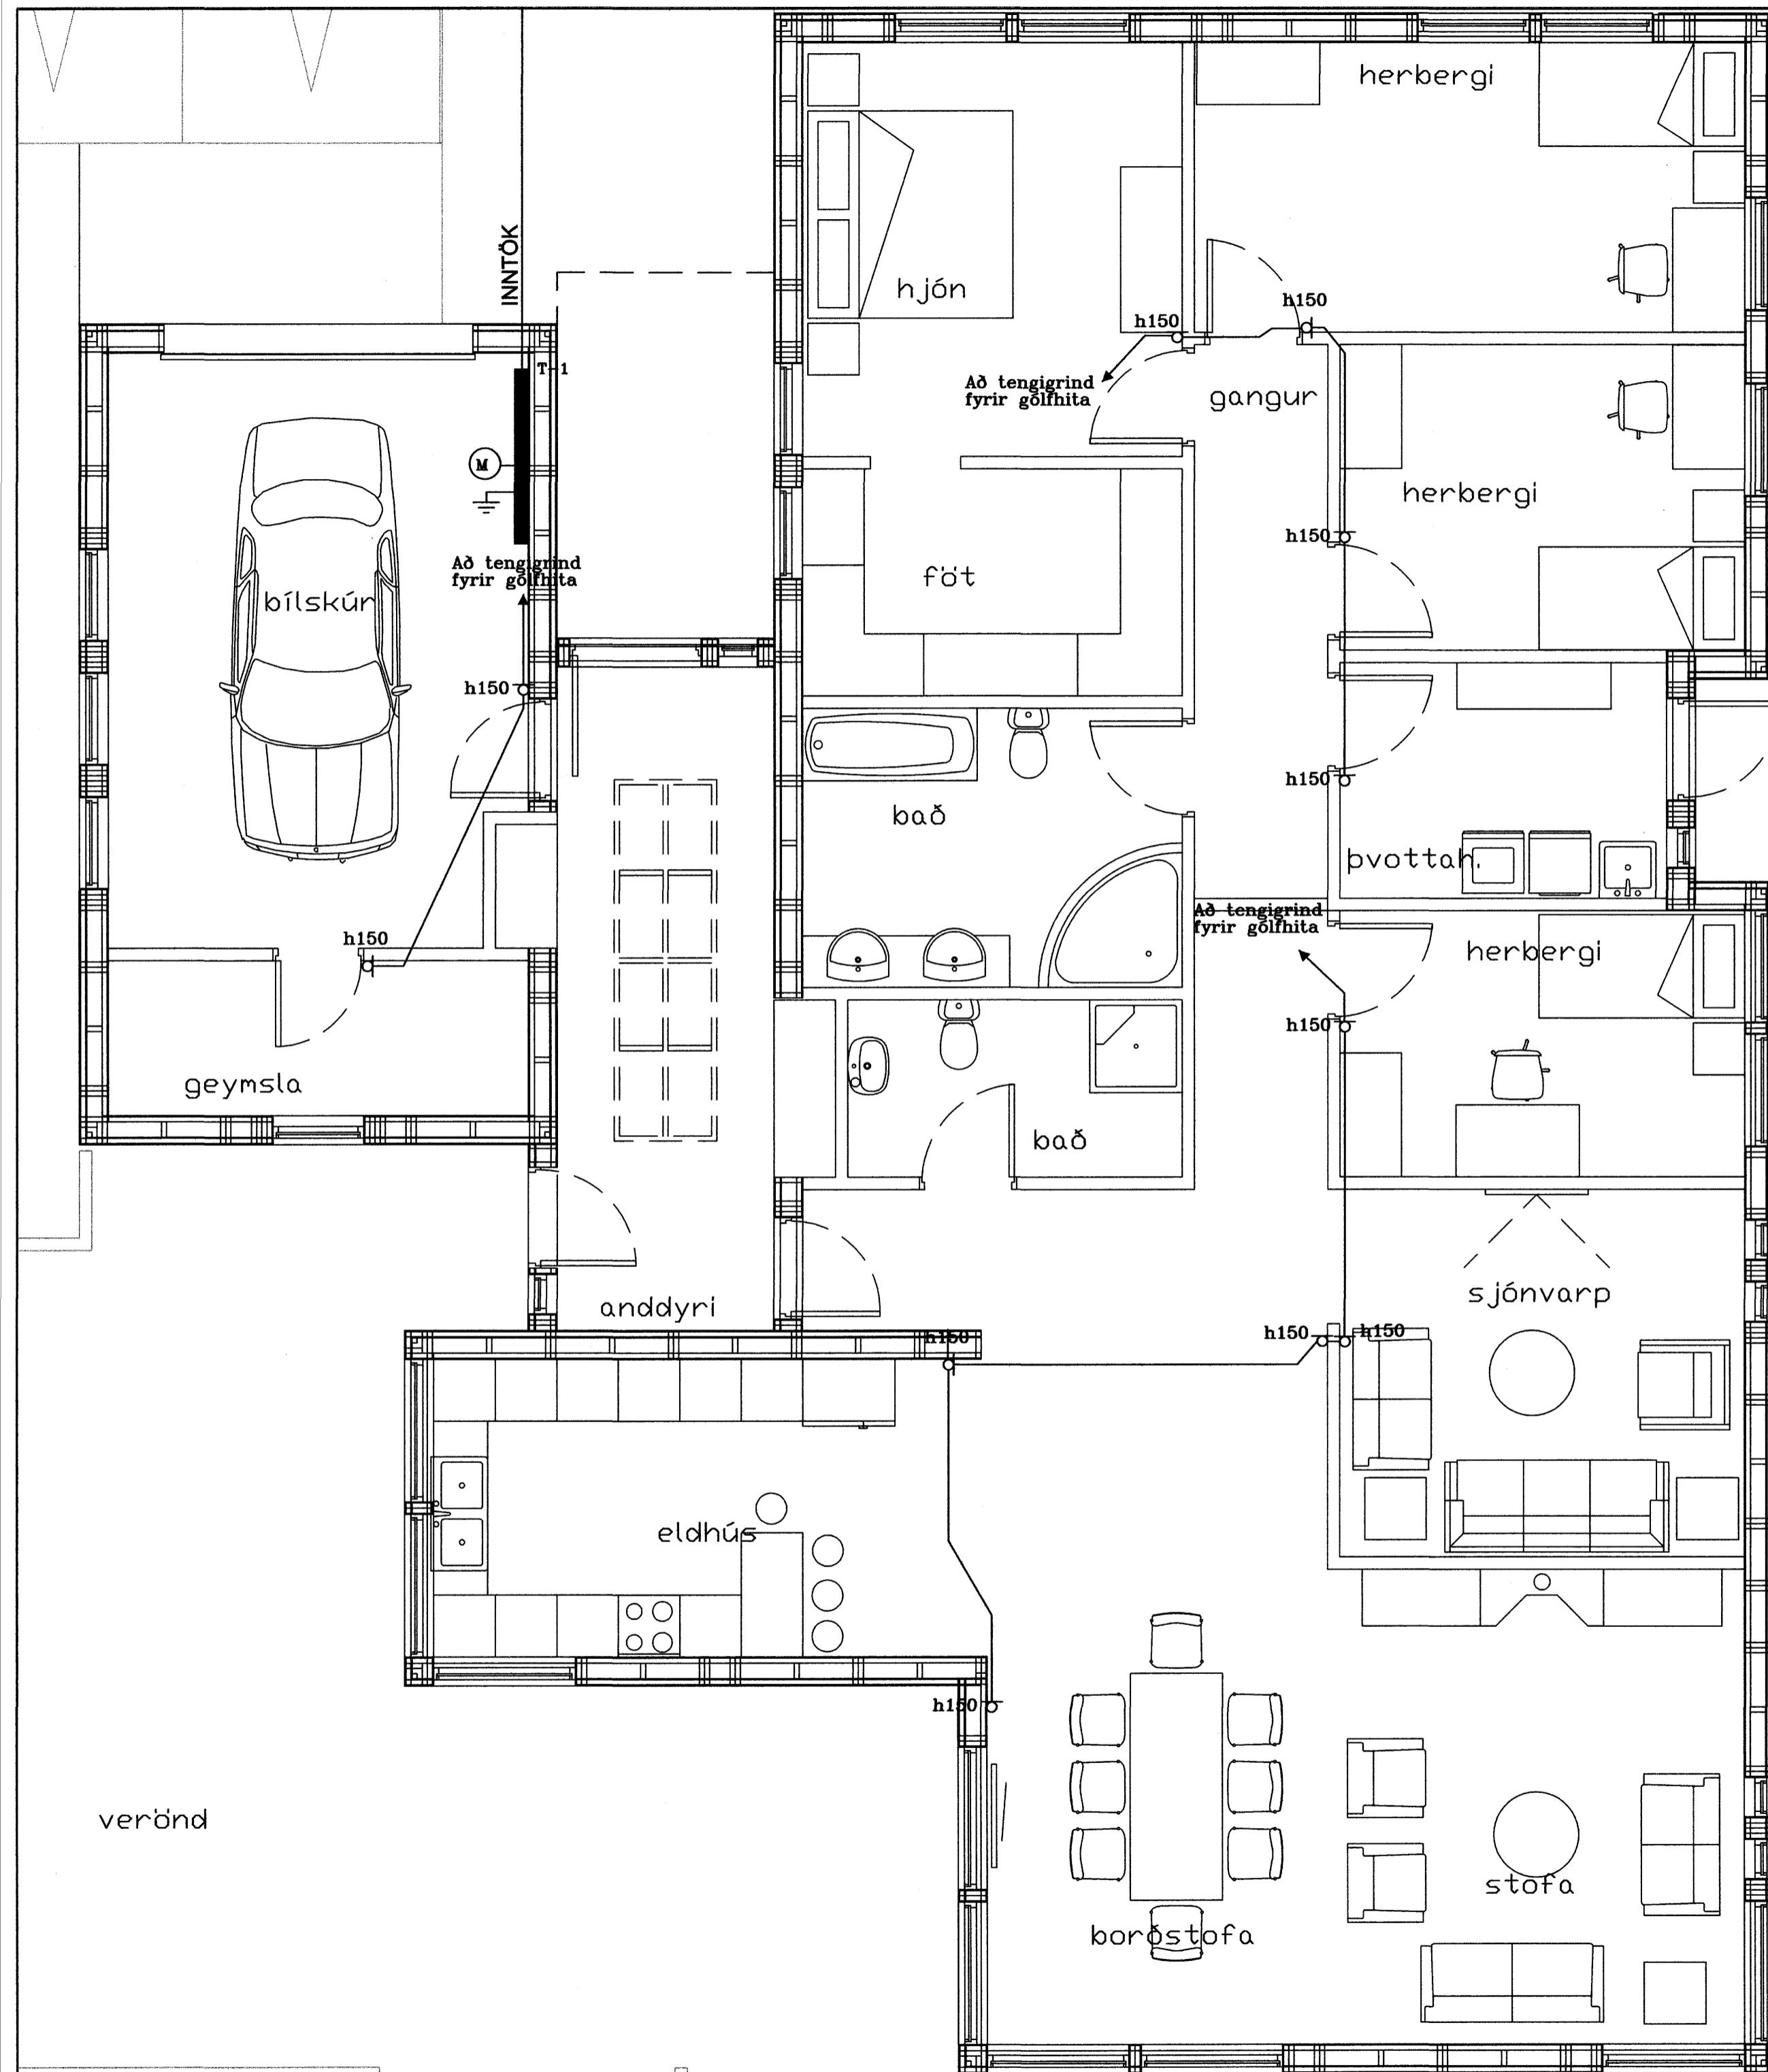 herbergi
INNTÖK
hjón
h150
h150
T-1
Að tengigrind
fyrir gólfhita
gangur
M
herbergi
Að tengigrind
fyrir gólfhita
h150
föt
bílskúr
h150
h150
bað
þvottah.
Að tengigrind
fyrir gólfhita
h150
herbergi
h150
geymsla
bað
sjónvarp
anddyri
h150
h150
h150
eldhús
h150
verönd
stofa
borðstofa